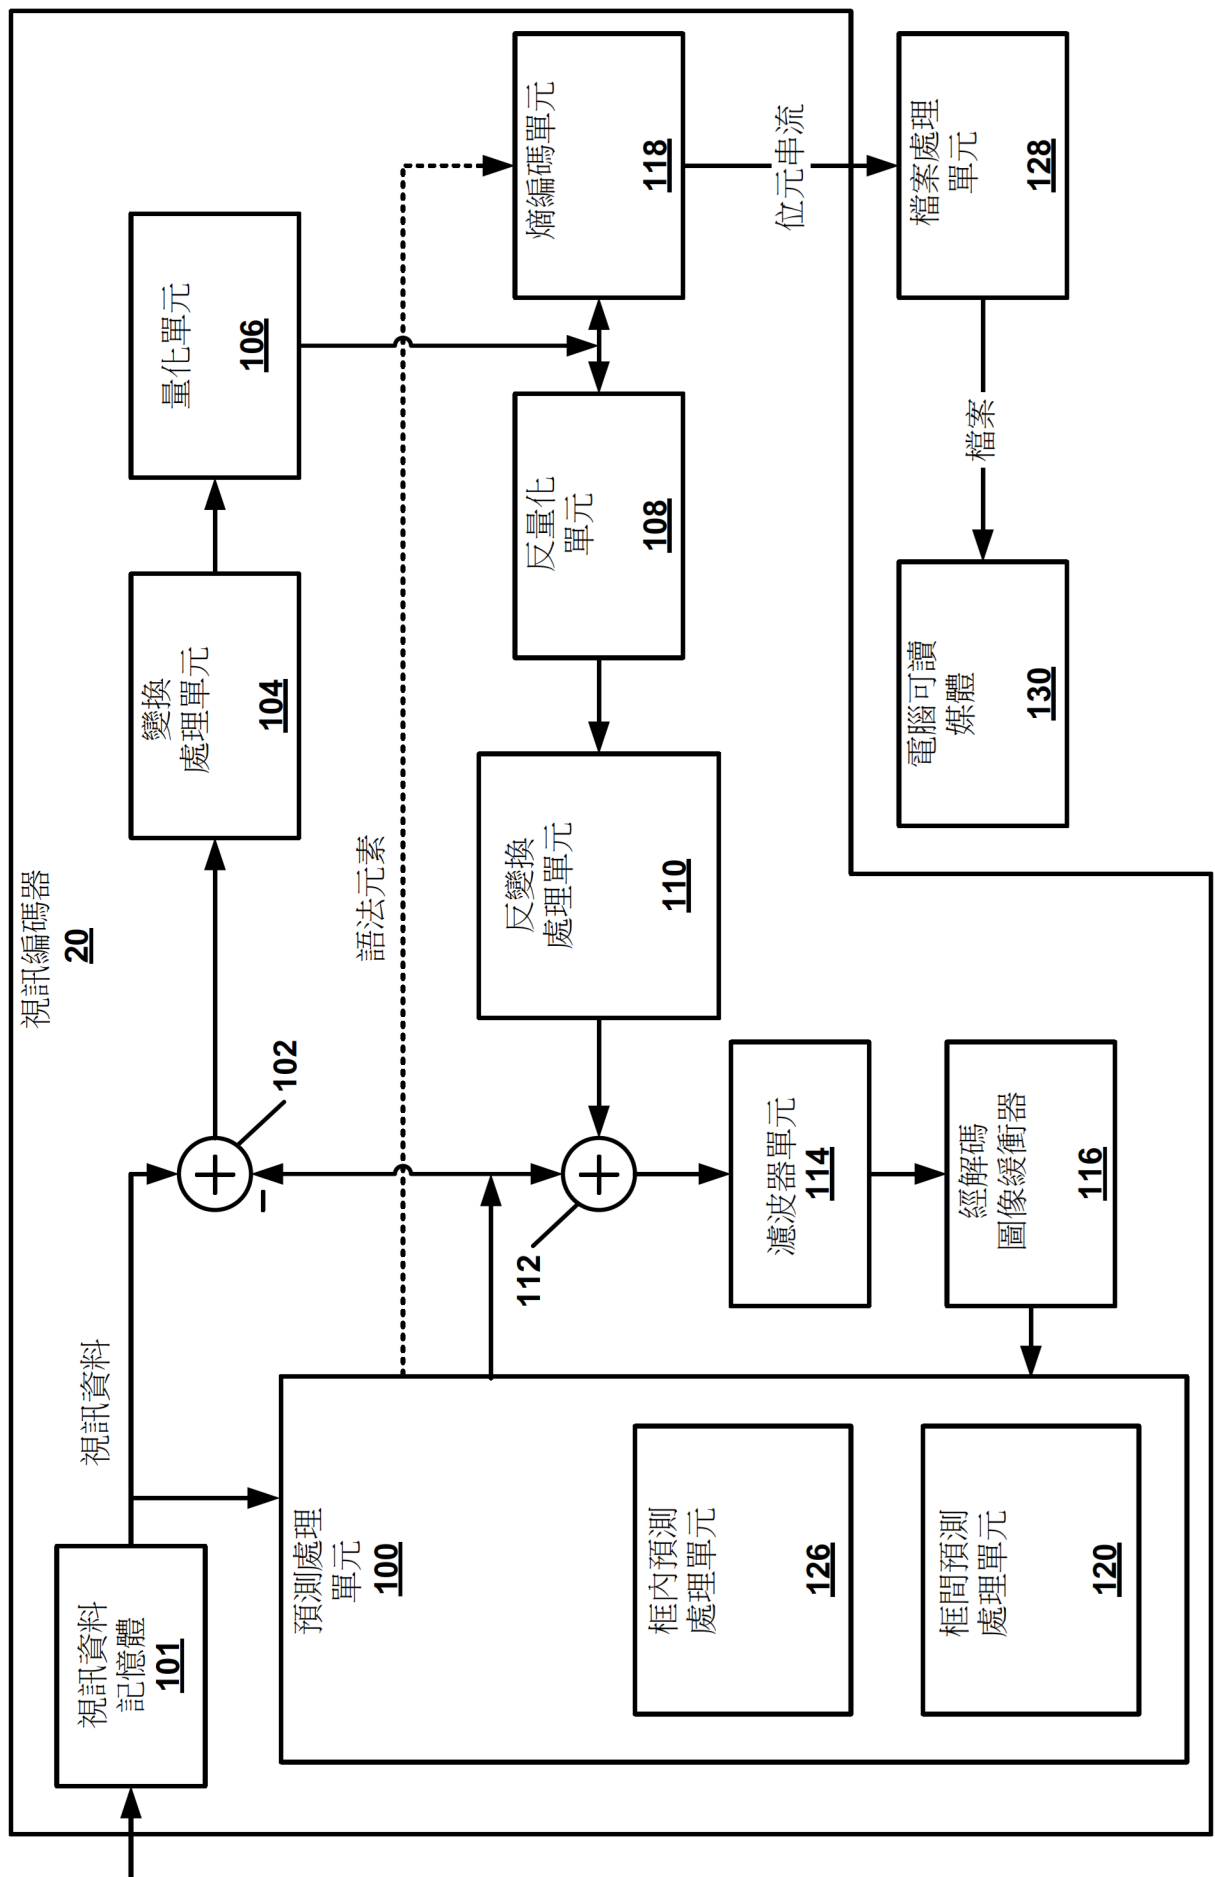 視訊編碼器
20
視訊資料
記憶體
101
視訊資料
102
變換
處理單元
104
量化單元
106
預測處理
單元
100
語法元素
熵編碼單元
118
反量化
單元
108
反變換
處理單元
110
112
框內預測
處理單元
126
濾波器單元
114
位元串流
框間預測
處理單元
120
經解碼
圖像緩衝器
116
電腦可讀
媒體
130
檔案
檔案處理
單元
128